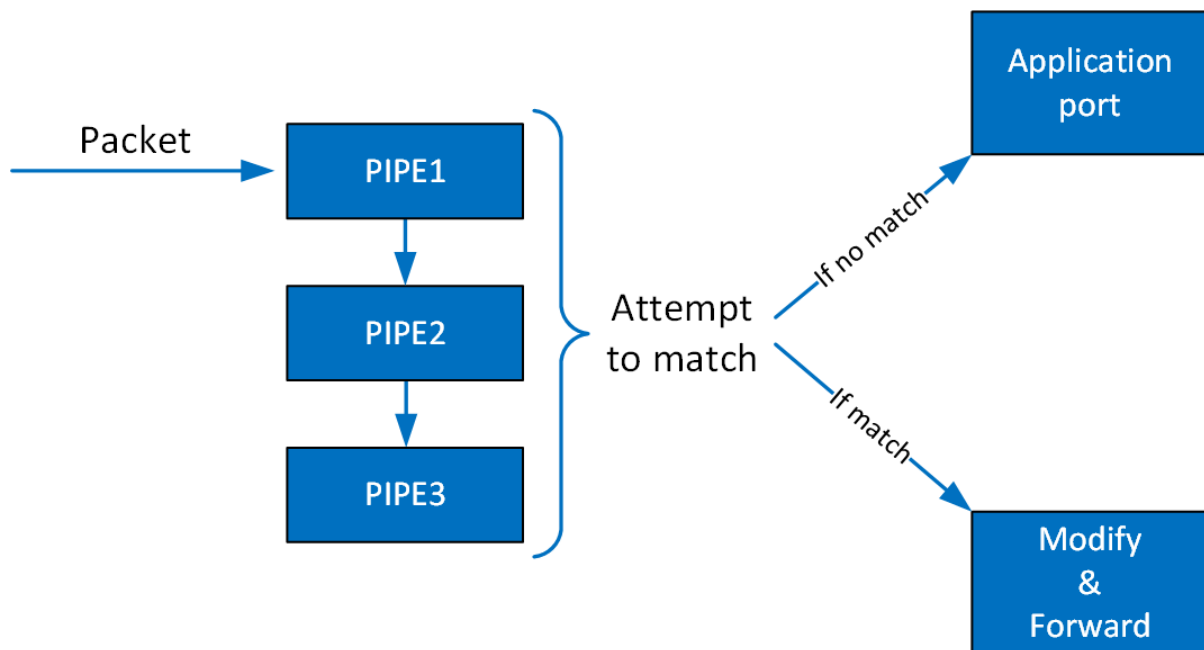 Packet
PIPE1
PIPE2
PIPE3
Attempt
to match
If no match
Application
port
If match
Modify
&
Forward